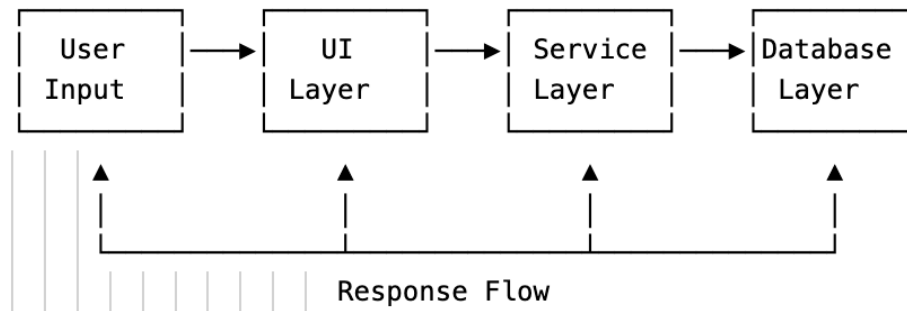 User UI Service Database
Input Layer Layer Layer
Response Flow